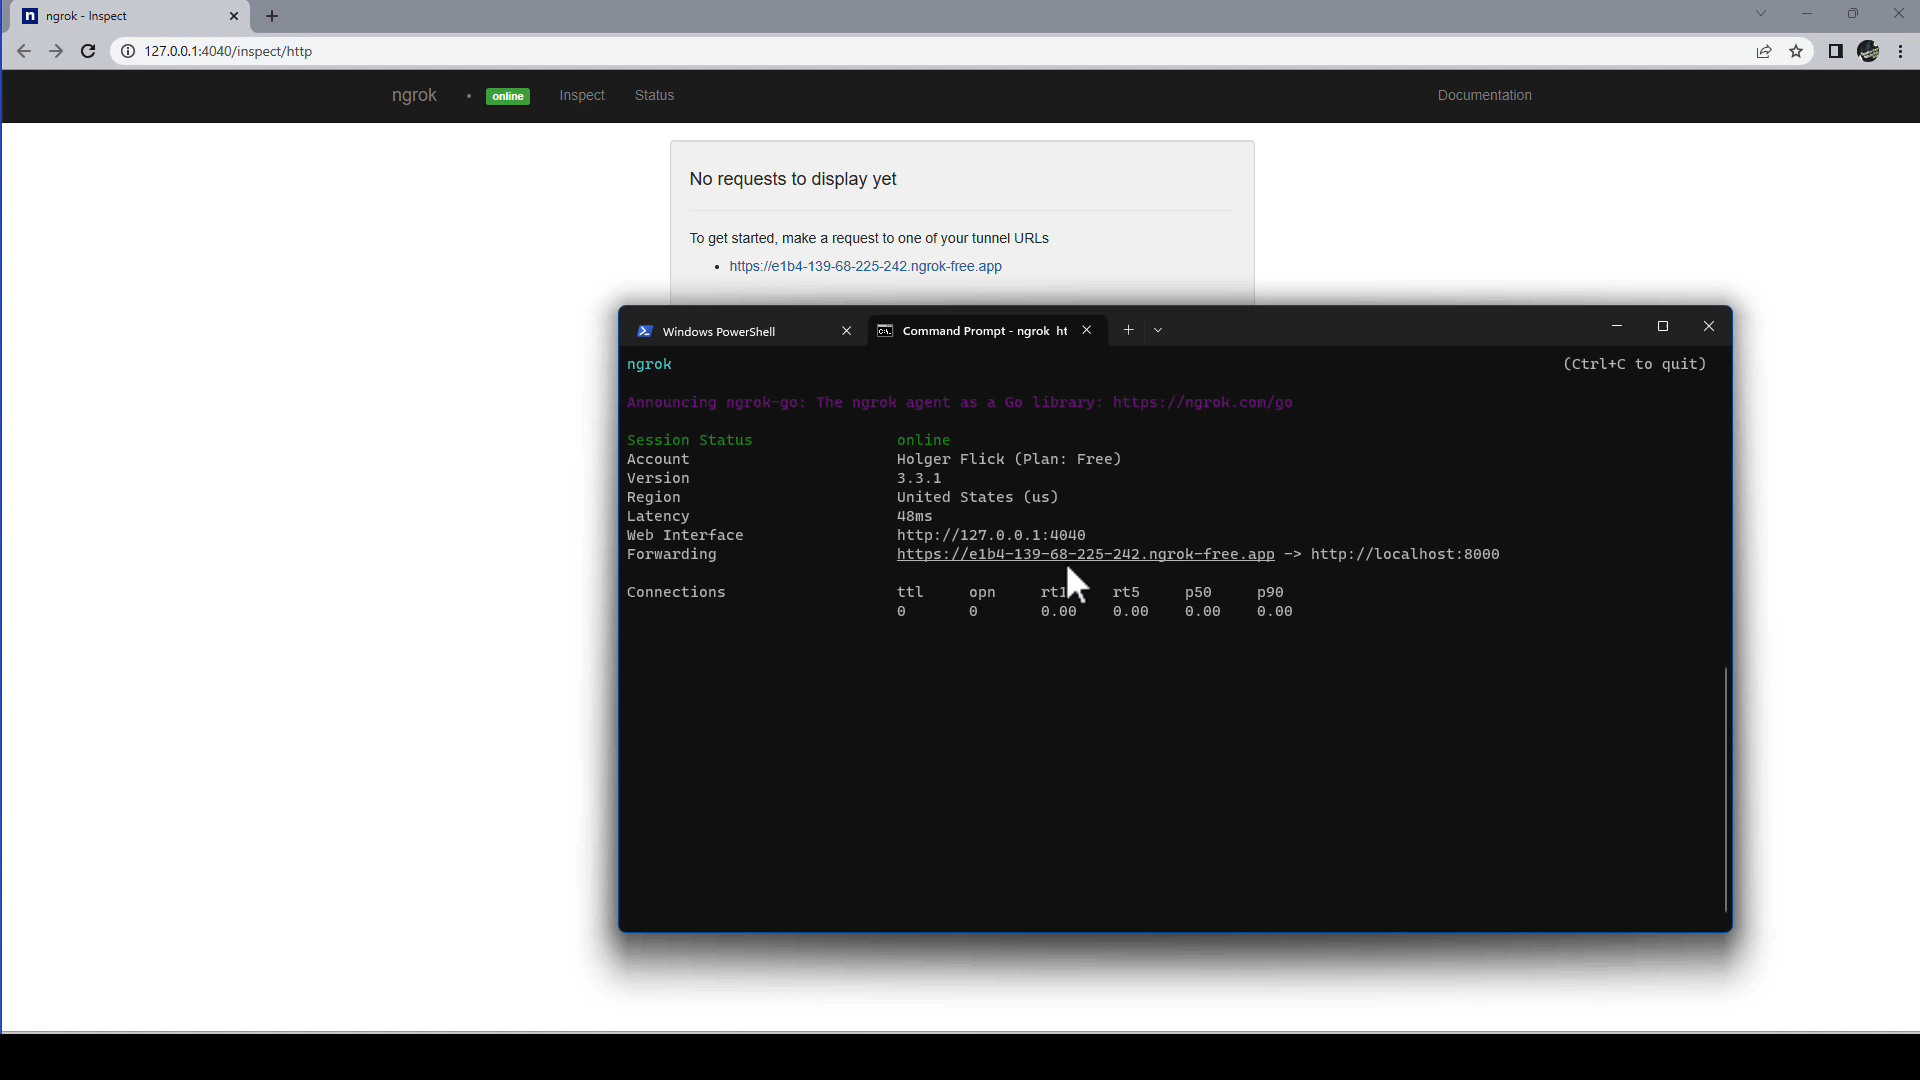 ngrok - Inspect
127.0.0.1:4040/inspect/http
ngrok • online Inspect Status Documentation
No requests to display yet
To get started, make a request to one of your tunnel URLs
• https://e1b4-139-68-225-242.ngrok-free.app
Windows PowerShell
Command Prompt - ngrok ht
ngrok (Ctrl+C to quit)
Announcing ngrok-go: The ngrok agent as a Go library: https://ngrok.com/go
Session Status online
Account Holger Flick (Plan: Free)
Version 3.3.1
Region United States (us)
Latency 48ms
Web Interface http://127.0.0.1:4040
Forwarding https://e1b4-139-68-225-242.ngrok-free.app -> http://localhost:8000
Connections ttl opn rt1 rt5 p50 p90
0 0 0.00 0.00 0.00 0.00